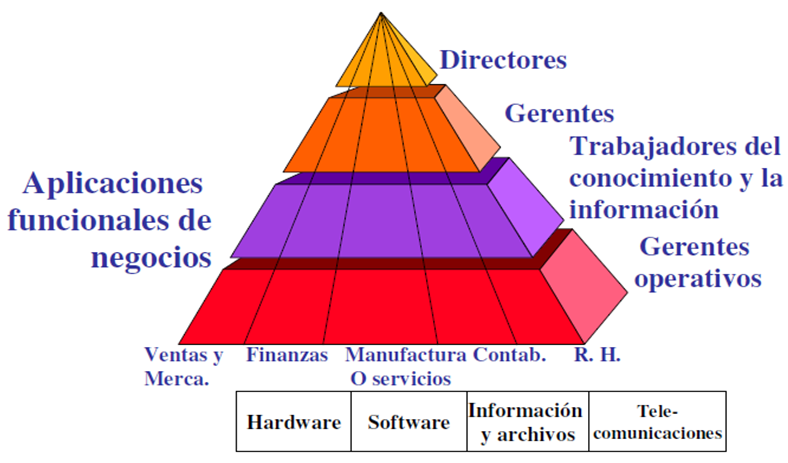 Directores
Gerentes
Trabajadores del
conocimiento y la
información
Gerentes
operativos
Aplicaciones
funcionales de
negocios
Ventas y
Merca.
Finanzas
Manufactura
O servicios
Contab.
R. H.
Hardware
Software
Información
y archivos
Tele-
comunicaciones